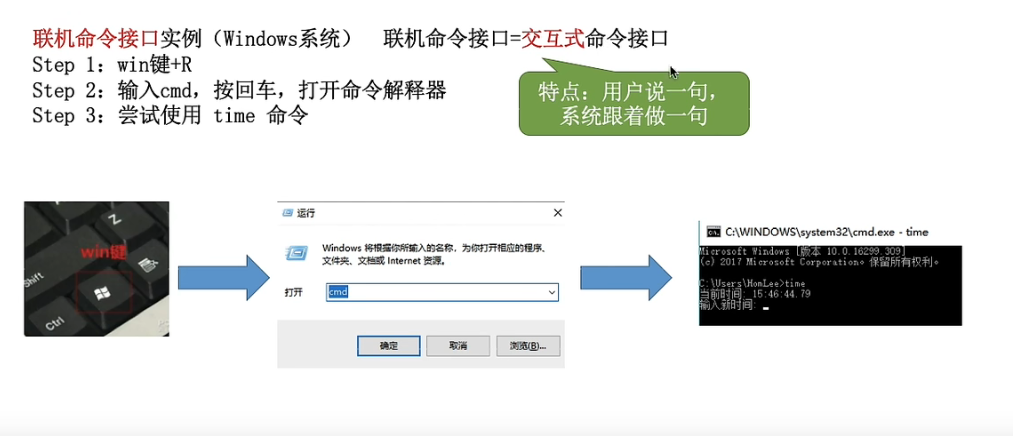 联机命令接口实例（Windows系统） 联机命令接口=交互式命令接口
Step 1：win键+R
Step 2：输入cmd，按回车，打开命令解释器
Step 3：尝试使用 time 命令
特点：用户说一句，
系统跟着做一句
Z
win键
Shift
Ctrl
运行
Windows 将根据你所输入的名称，为你打开相应的程序、
文件夹、文档或 Internet 资源。
打开
cmd
确定 取消 浏览(B)...
C:\WINDOWS\system32\cmd.exe - time
Microsoft Windows [版本 10.0.16299.309]
(c) 2017 Microsoft Corporation。保留所有权利。
C:\Users\HomLee>time
当前时间: 15:46:44.79
输入新时间: